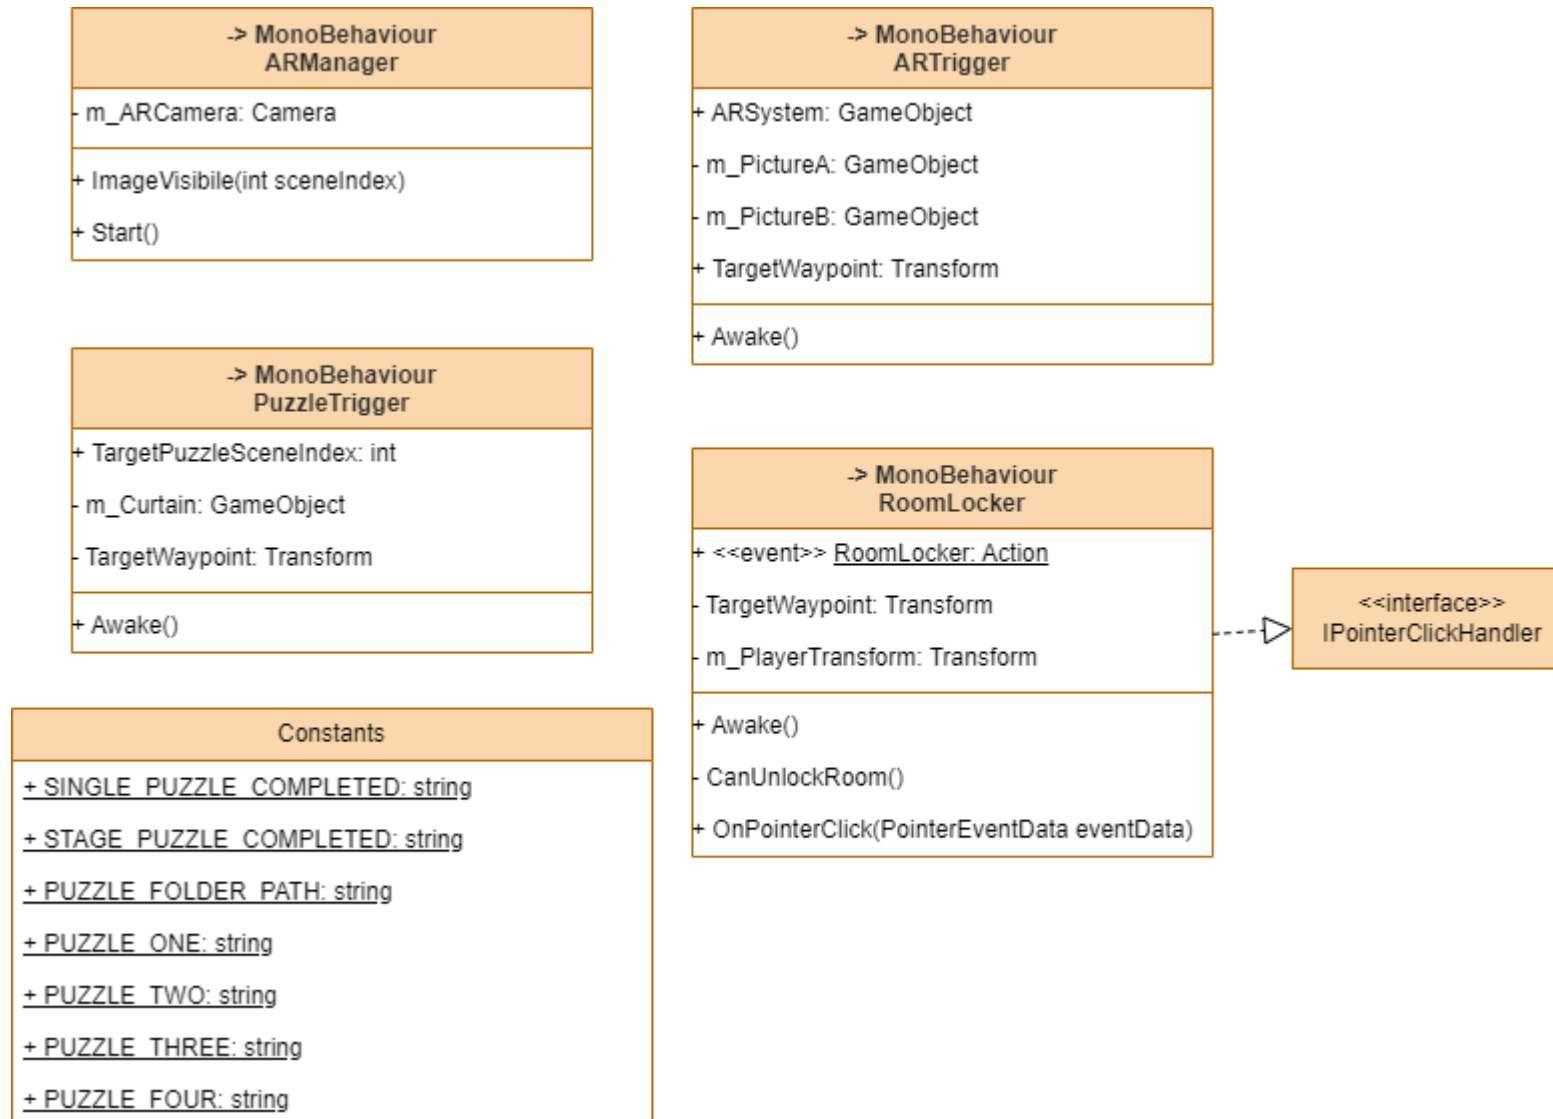 -> MonoBehaviour
ARManager
- m_ARCamera: Camera
+ ImageVisibile(int sceneIndex)
+ Start()
-> MonoBehaviour
ARTrigger
+ ARSystem: GameObject
- m_PictureA: GameObject
- m_PictureB: GameObject
+ TargetWaypoint: Transform
+ Awake()
-> MonoBehaviour
PuzzleTrigger
+ TargetPuzzleSceneIndex: int
- m_Curtain: GameObject
- TargetWaypoint: Transform
+ Awake()
-> MonoBehaviour
RoomLocker
+ <<event>> RoomLocker: Action
- TargetWaypoint: Transform
- m_PlayerTransform: Transform
+ Awake()
- CanUnlockRoom()
+ OnPointerClick(PointerEventData eventData)
<<interface>>
IPointerClickHandler
Constants
+ SINGLE_PUZZLE_COMPLETED: string
+ STAGE_PUZZLE_COMPLETED: string
+ PUZZLE_FOLDER_PATH: string
+ PUZZLE_ONE: string
+ PUZZLE_TWO: string
+ PUZZLE_THREE: string
+ PUZZLE_FOUR: string